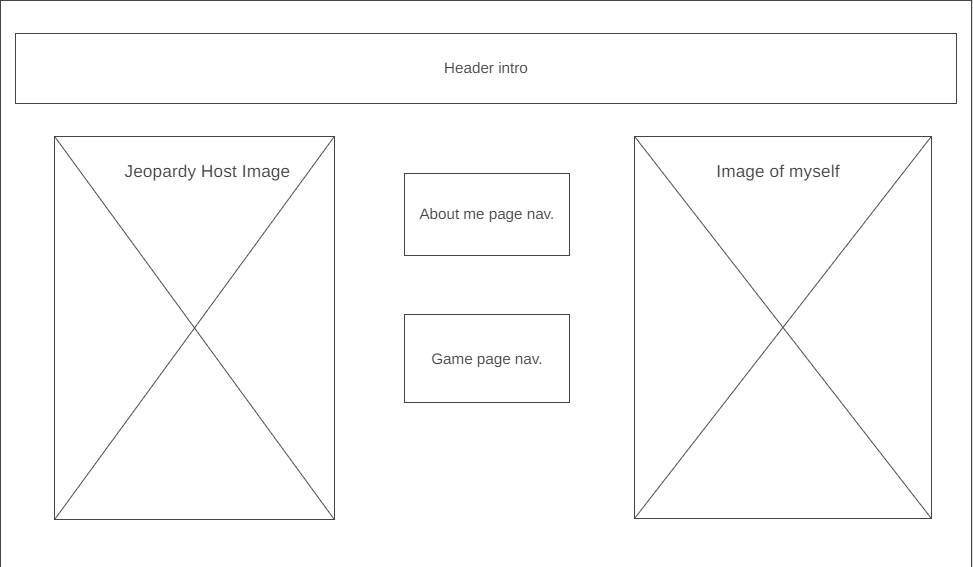 Header intro
Jeopardy Host Image
Image of myself
About me page nav.
Game page nav.